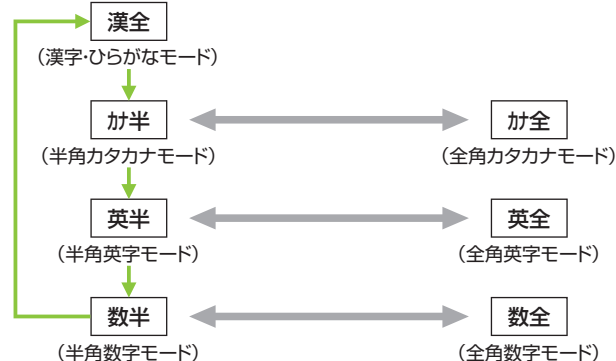 漢全
(漢字・ひらがなモード)
ｶﾅ半
ｶﾅ全
(半角カタカナモード)
(全角カタカナモード)
英半
英全
(半角英字モード)
(全角英字モード)
数半
数全
(半角数字モード)
(全角数字モード)